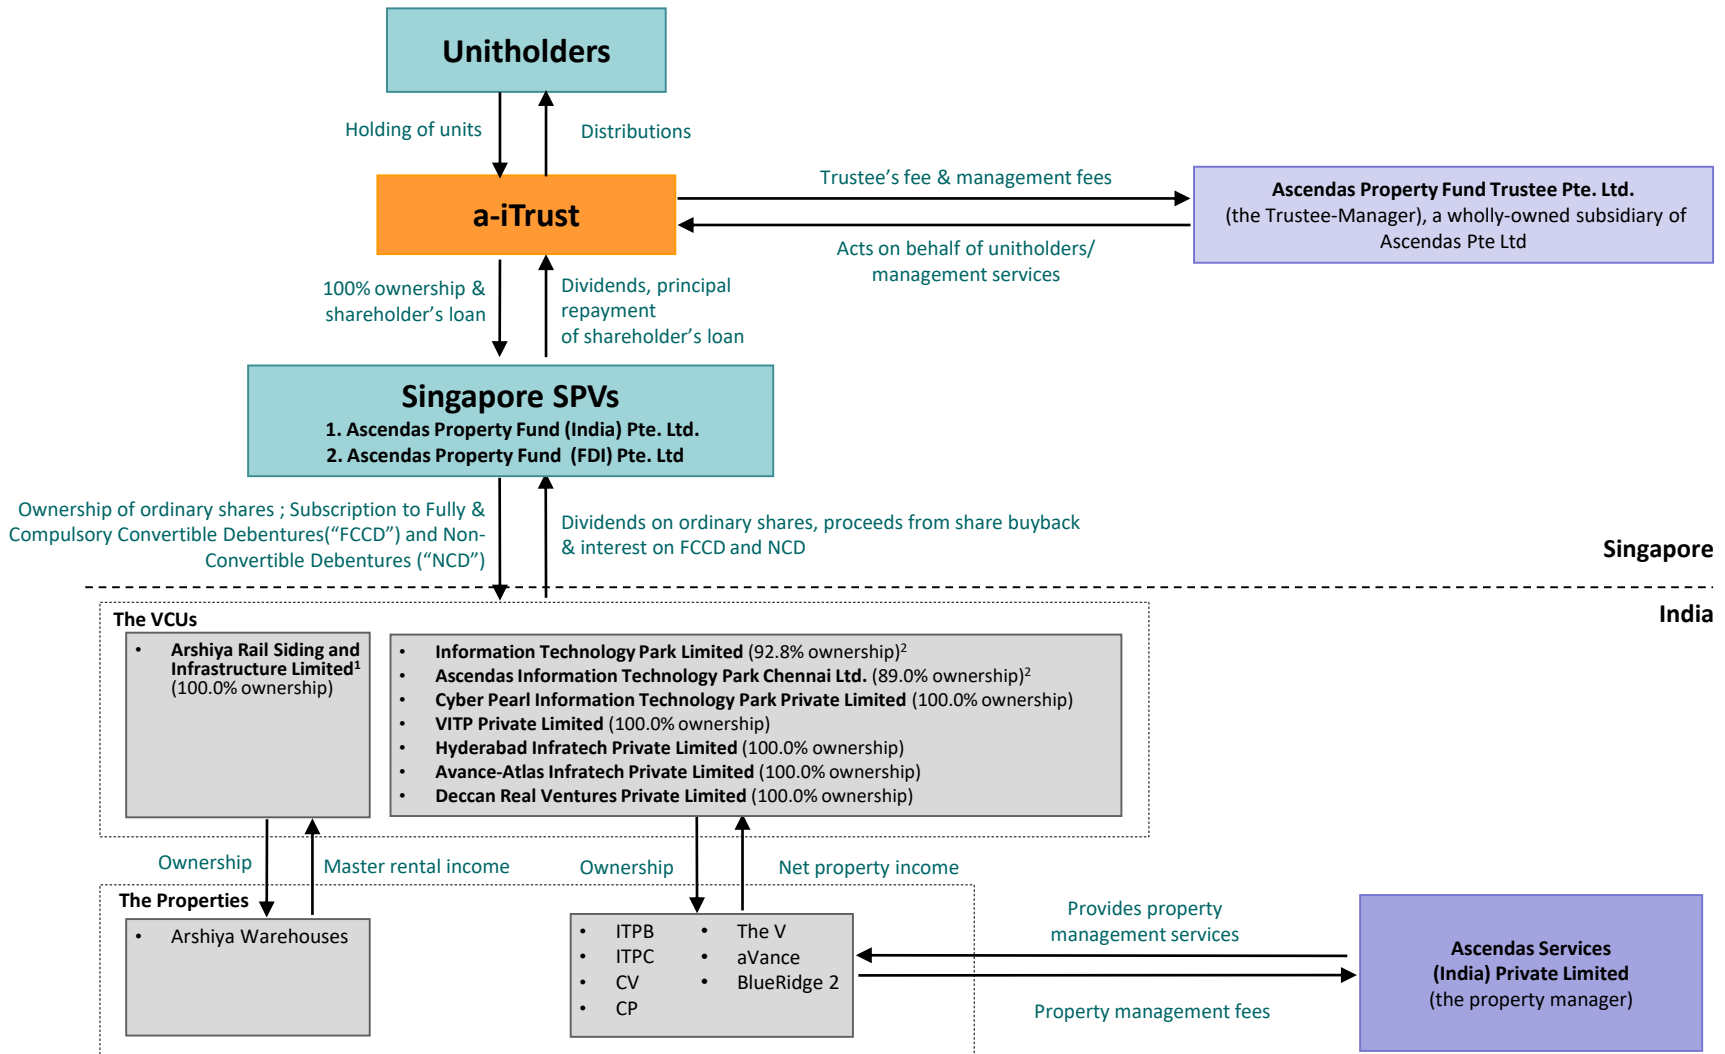 Unitholders
Holding of units
Distributions
a-iTrust
Trustee’s fee & management fees
Acts on behalf of unitholders/
management services
Ascendas Property Fund Trustee Pte. Ltd.
(the Trustee-Manager), a wholly-owned subsidiary of
Ascendas Pte Ltd
100% ownership &
shareholder’s loan
Dividends, principal
repayment
of shareholder’s loan
Singapore SPVs
1. Ascendas Property Fund (India) Pte. Ltd.
2. Ascendas Property Fund (FDI) Pte. Ltd
Ownership of ordinary shares ; Subscription to Fully &
Compulsory Convertible Debentures(“FCCD”) and Non-
Convertible Debentures (“NCD”)
Dividends on ordinary shares, proceeds from share buyback
& interest on FCCD and NCD
Singapore
India
The VCUs
• Arshiya Rail Siding and
Infrastructure Limited1
(100.0% ownership)
• Information Technology Park Limited (92.8% ownership)2
• Ascendas Information Technology Park Chennai Ltd. (89.0% ownership)2
• Cyber Pearl Information Technology Park Private Limited (100.0% ownership)
• VITP Private Limited (100.0% ownership)
• Hyderabad Infratech Private Limited (100.0% ownership)
• Avance-Atlas Infratech Private Limited (100.0% ownership)
• Deccan Real Ventures Private Limited (100.0% ownership)
Ownership
Master rental income
Ownership
Net property income
The Properties
• Arshiya Warehouses
• ITPB
• ITPC
• CV
• CP
• The V
• aVance
• BlueRidge 2
Provides property
management services
Property management fees
Ascendas Services
(India) Private Limited
(the property manager)